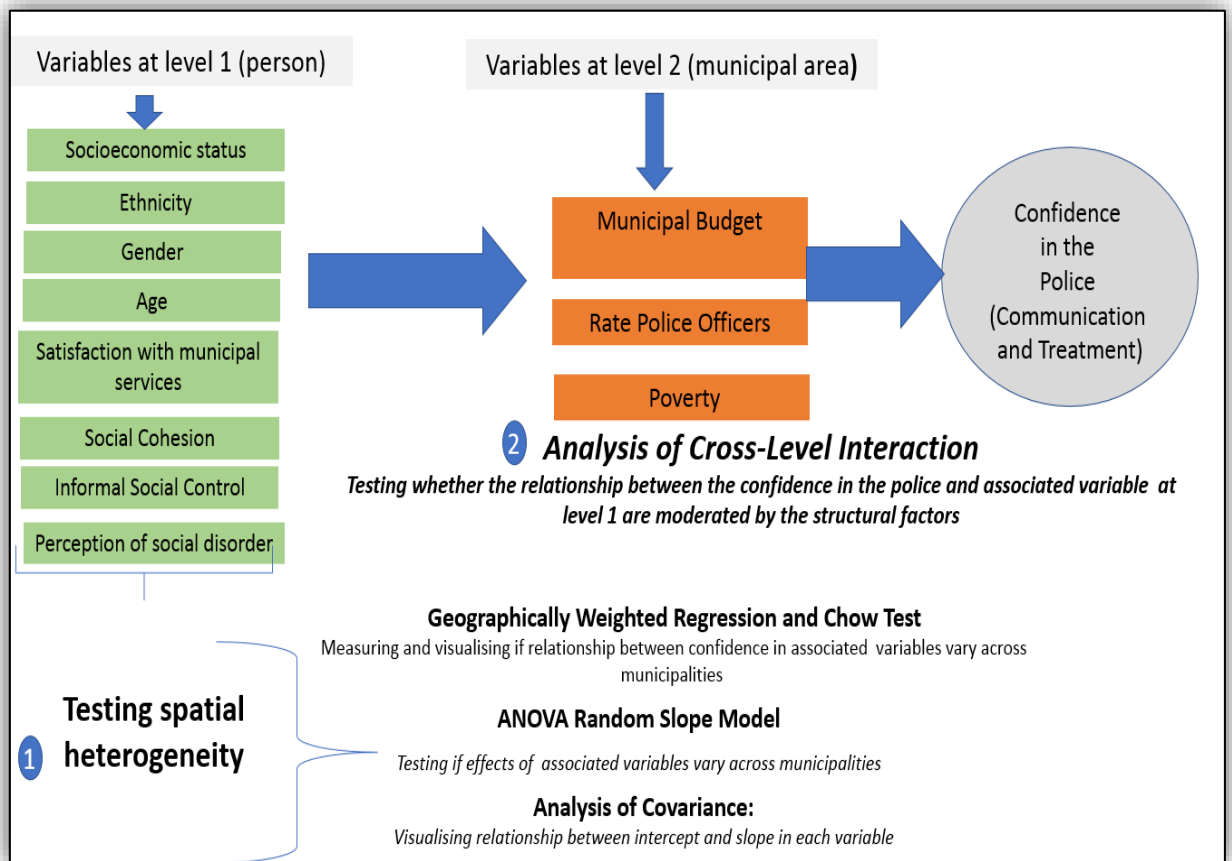 Variables at level 1 (person)
Socioeconomic status
Ethnicity
Gender
Age
Satisfaction with municipal
services
Social Cohesion
Informal Social Control
Perception of social disorder
Variables at level 2 (municipal area)
Municipal Budget
Rate Police Officers
Poverty
Confidence
in the
Police
(Communication
and Treatment)
2 Analysis of Cross-Level Interaction
Testing whether the relationship between the confidence in the police and associated variable at
level 1 are moderated by the structural factors
1
Testing spatial
heterogeneity
Geographically Weighted Regression and Chow Test
Measuring and visualising if relationship between confidence in associated variables vary across
municipalities
ANOVA Random Slope Model
Testing if effects of associated variables vary across municipalities
Analysis of Covariance:
Visualising relationship between intercept and slope in each variable